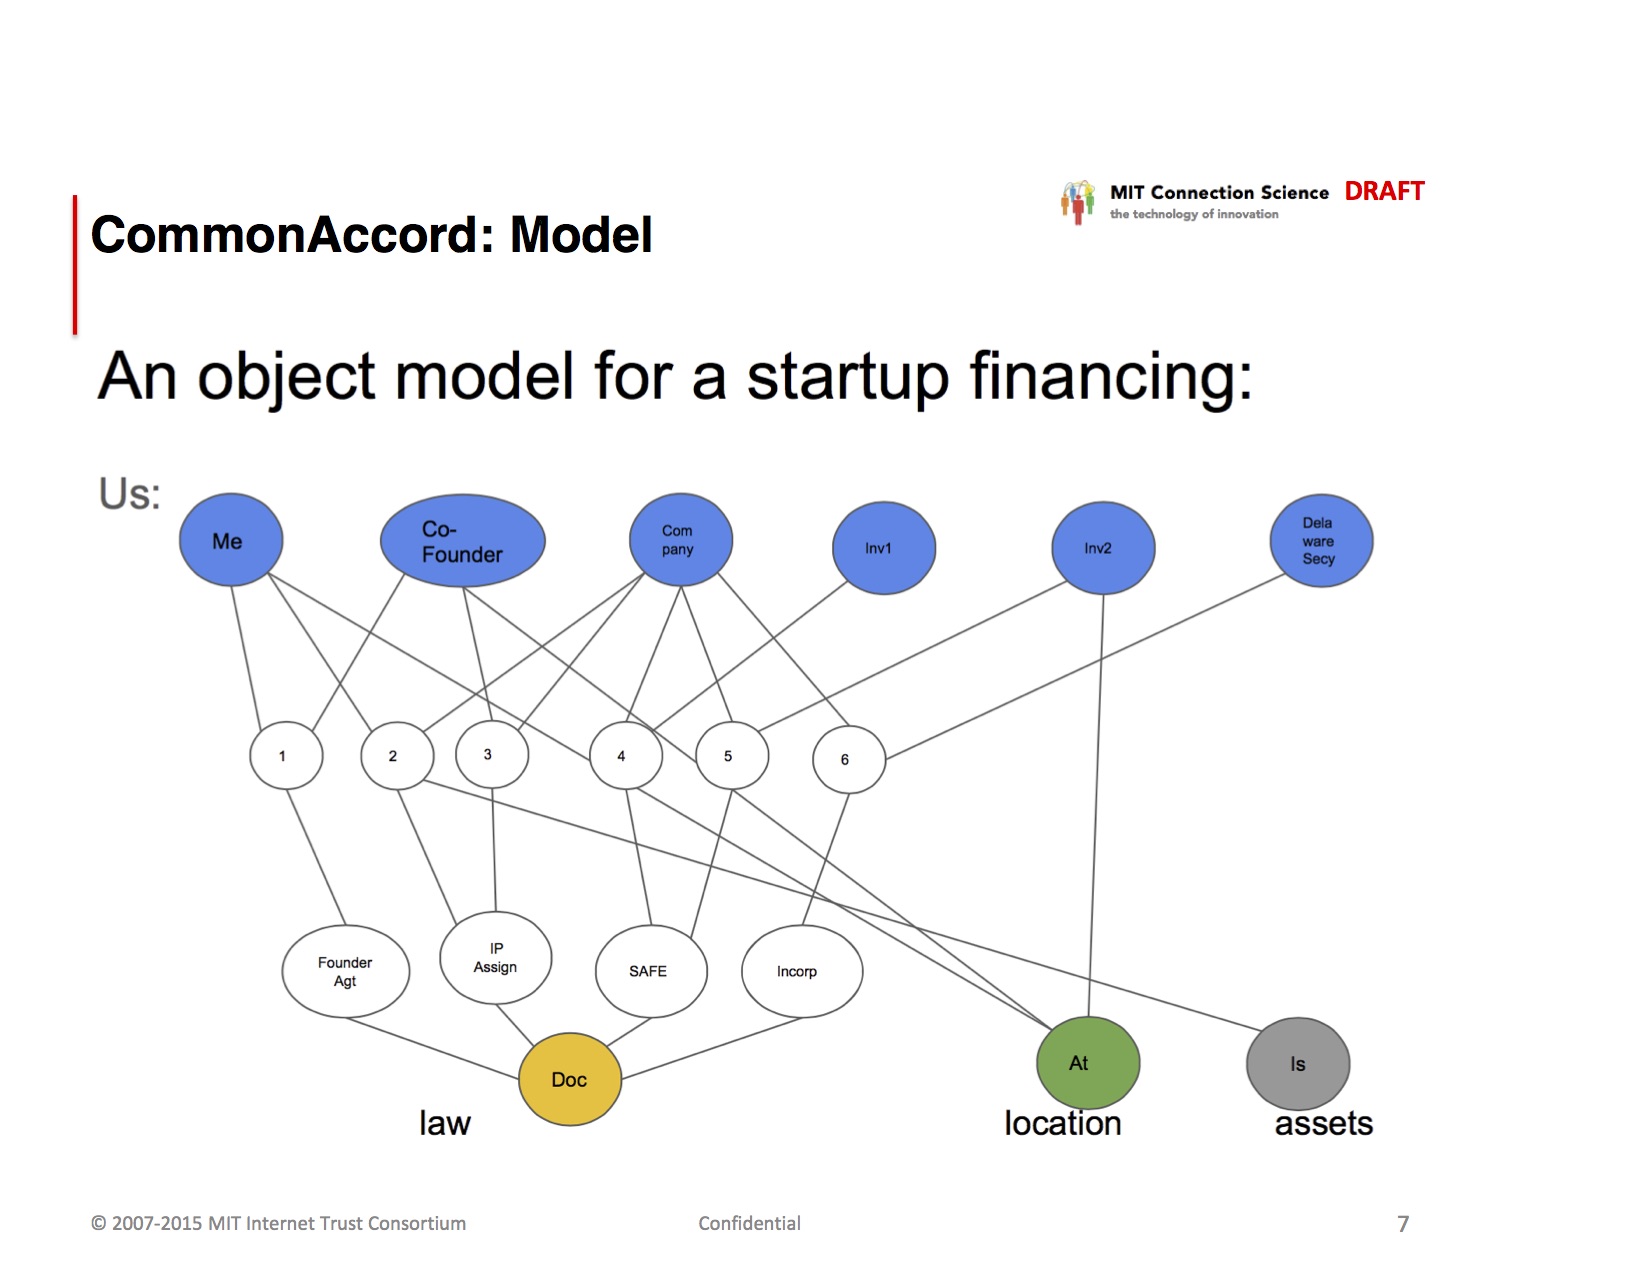 MIT Connection Science DRAFT
the technology of innovation
CommonAccord: Model
An object model for a startup financing:
Us:
Me
Co-
Founder
Com
pany
Inv1
Inv2
Dela
ware
Secy
1
2
3
4
5
6
Founder
Agt
IP
Assign
SAFE
Incorp
Doc
At
Is
law
location
assets
© 2007-2015 MIT Internet Trust Consortium
Confidential
7